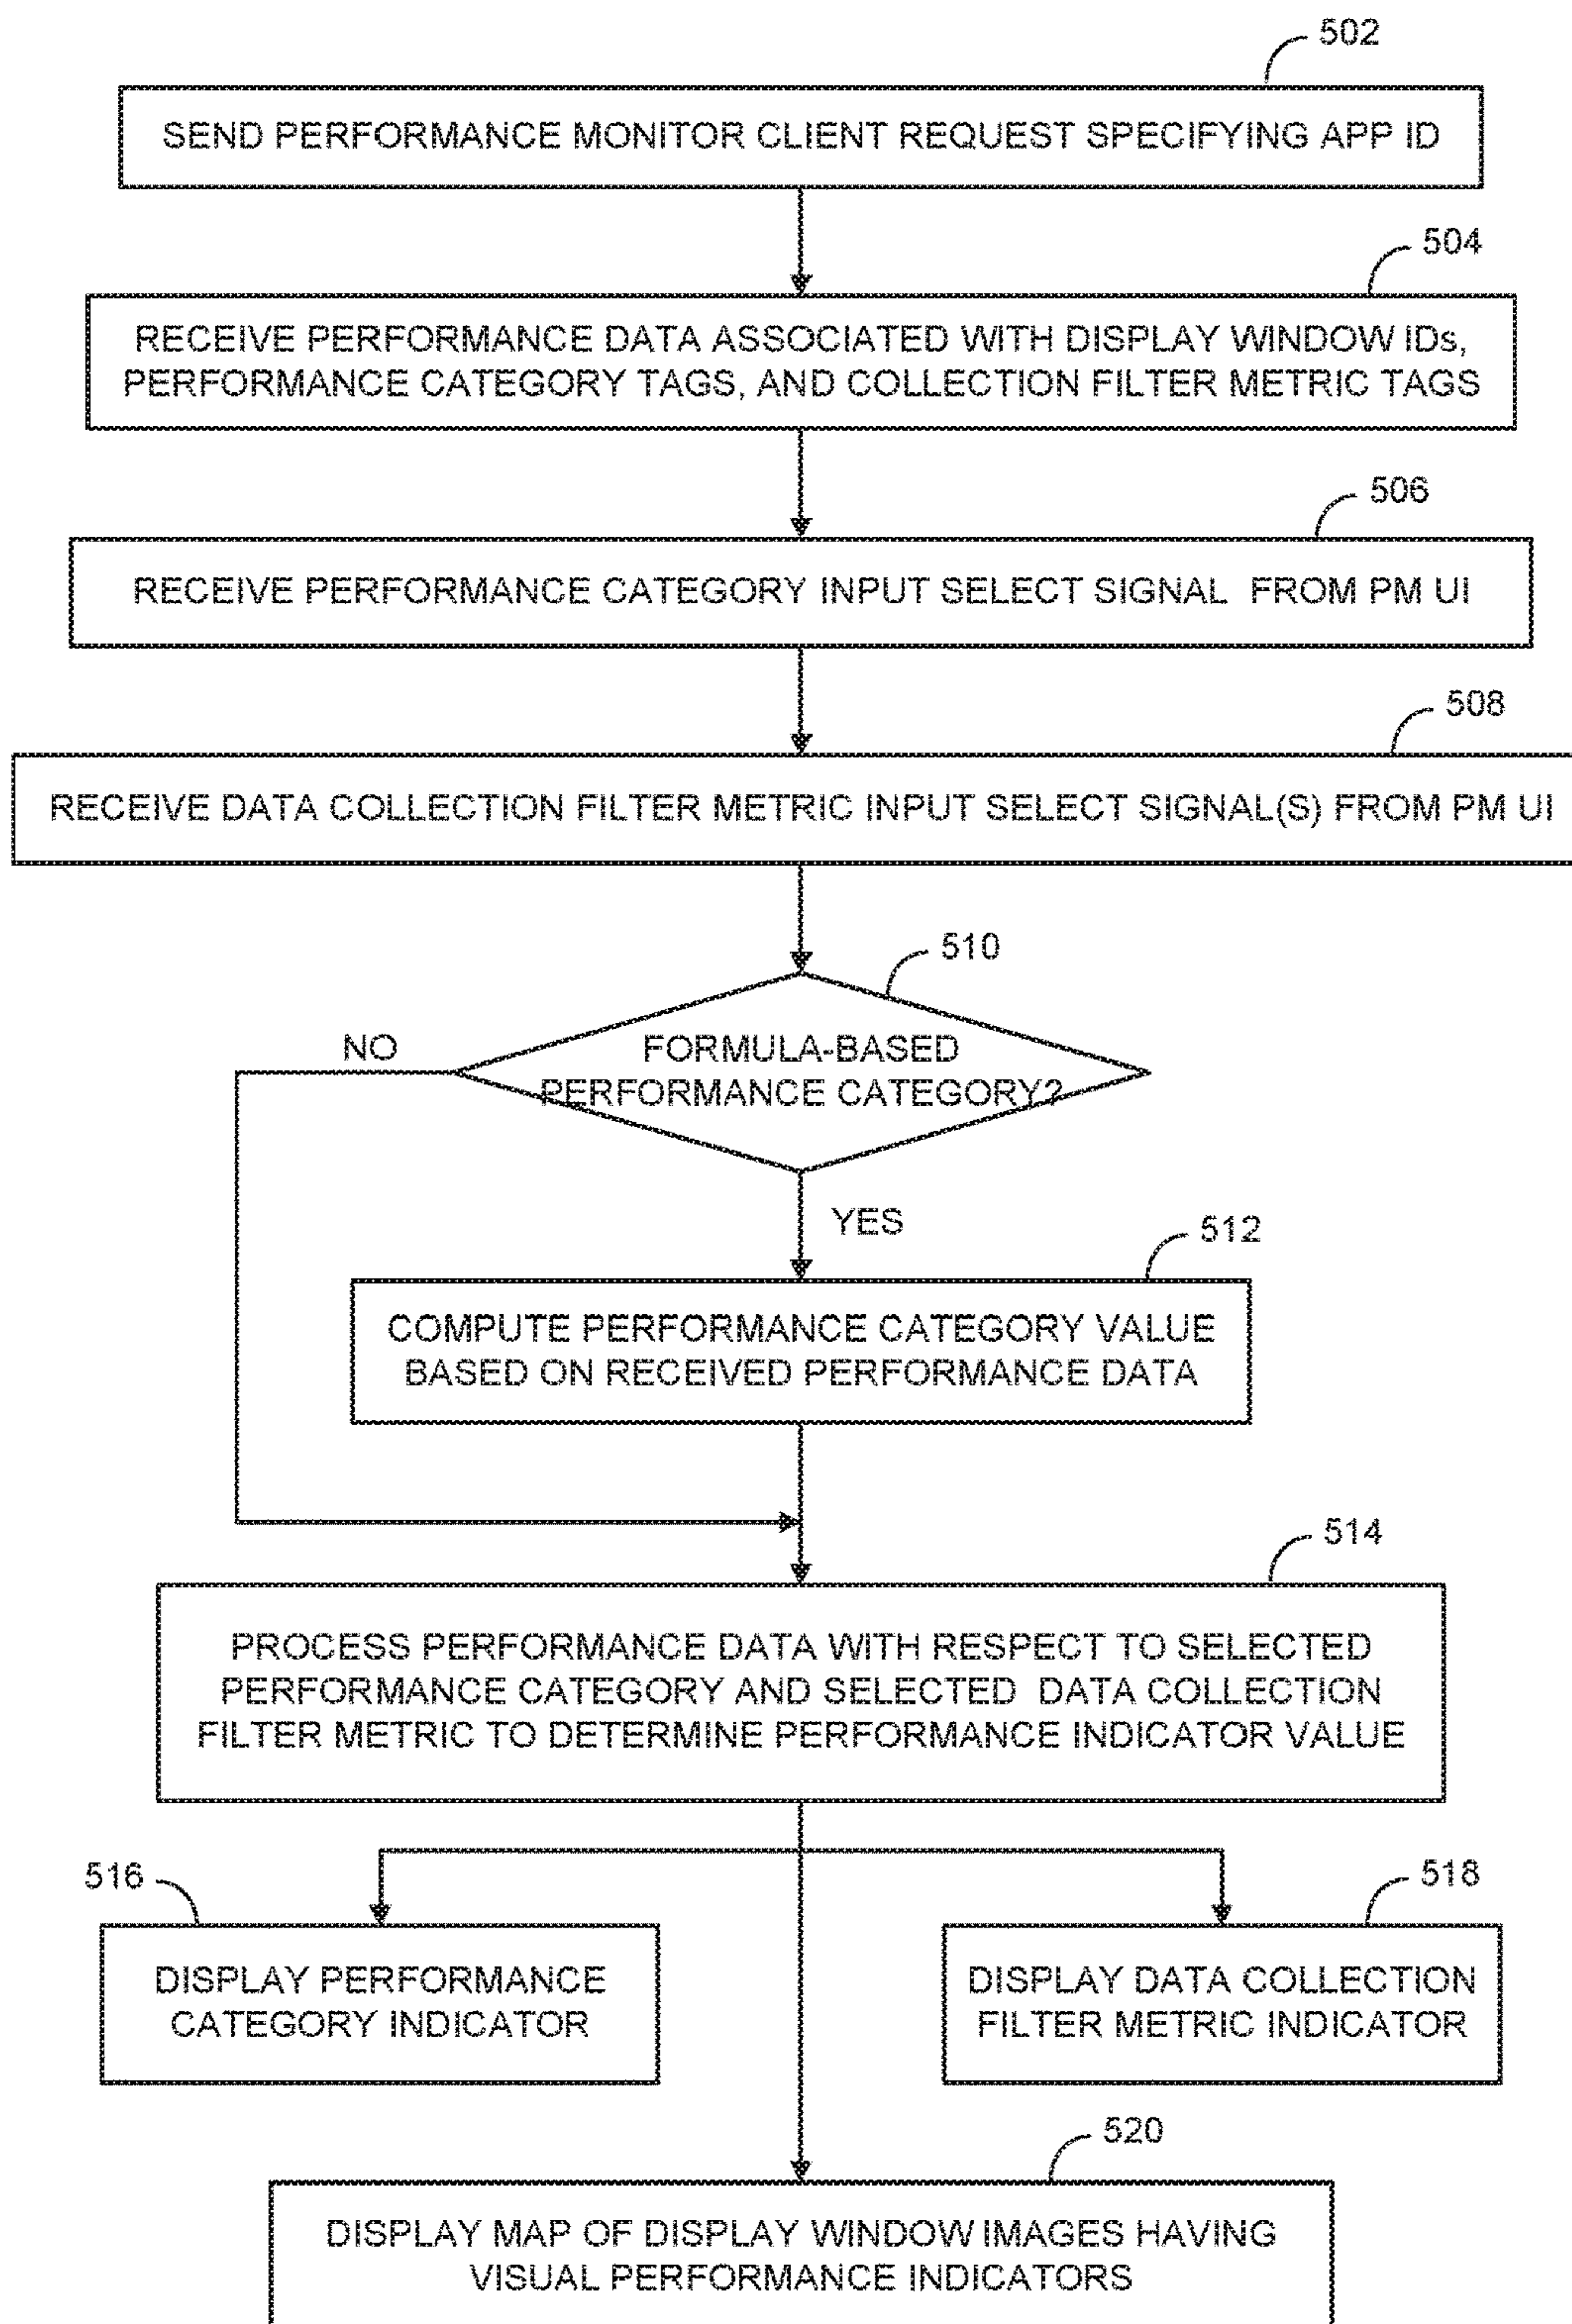 502
SEND PERFORMANCE MONITOR CLIENT REQUEST SPECIFYING APP ID
504
RECEIVE PERFORMANCE DATA ASSOCIATED WITH DISPLAY WINDOW IDs,
PERFORMANCE CATEGORY TAGS, AND COLLECTION FILTER METRIC TAGS
506
RECEIVE PERFORMANCE CATEGORY INPUT SELECT SIGNAL FROM PM UI
508
RECEIVE DATA COLLECTION FILTER METRIC INPUT SELECT SIGNAL(S) FROM PM UI
510
NO
FORMULA-BASED
PERFORMANCE CATEGORY?
YES
512
COMPUTE PERFORMANCE CATEGORY VALUE
BASED ON RECEIVED PERFORMANCE DATA
514
PROCESS PERFORMANCE DATA WITH RESPECT TO SELECTED
PERFORMANCE CATEGORY AND SELECTED DATA COLLECTION
FILTER METRIC TO DETERMINE PERFORMANCE INDICATOR VALUE
516
DISPLAY PERFORMANCE
CATEGORY INDICATOR
518
DISPLAY DATA COLLECTION
FILTER METRIC INDICATOR
520
DISPLAY MAP OF DISPLAY WINDOW IMAGES HAVING
VISUAL PERFORMANCE INDICATORS